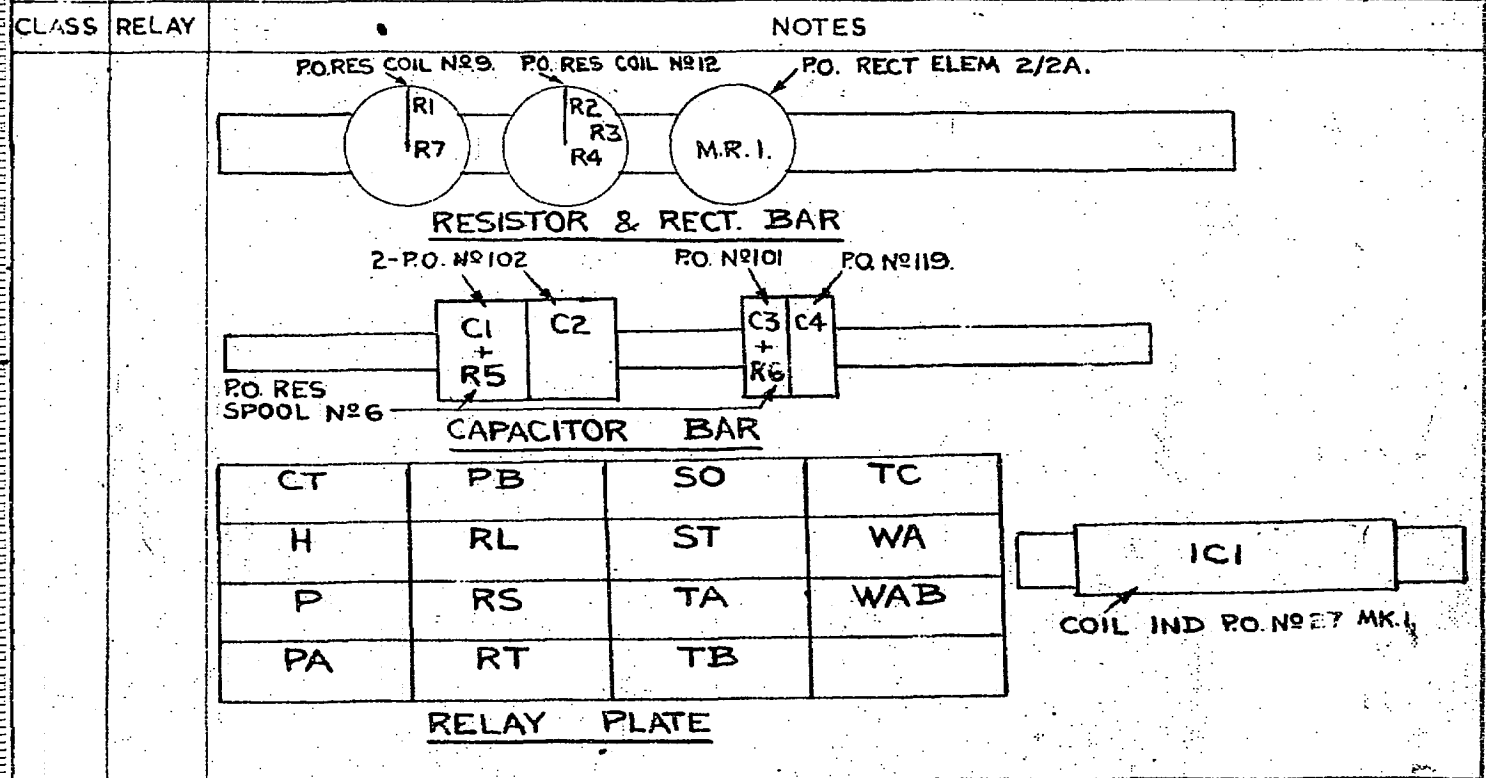 CLASS RELAY NOTES
P.O. RES COIL Nº9. P.O. RES COIL Nº12 P.O. RECT ELEM 2/2A.
R1 R2
R3
R7 R4 M.R.1.
RESISTOR & RECT. BAR
2-P.O. Nº102 P.O. Nº101 P.O. Nº119.
C1 C2 C3 C4
+ +
R5 R6
P.O. RES
SPOOL Nº6
CAPACITOR BAR
CT PB SO TC
H RL ST WA
P RS TA WAB
PA RT TB
IC1
COIL IND P.O. Nº27 MK.1.
RELAY PLATE